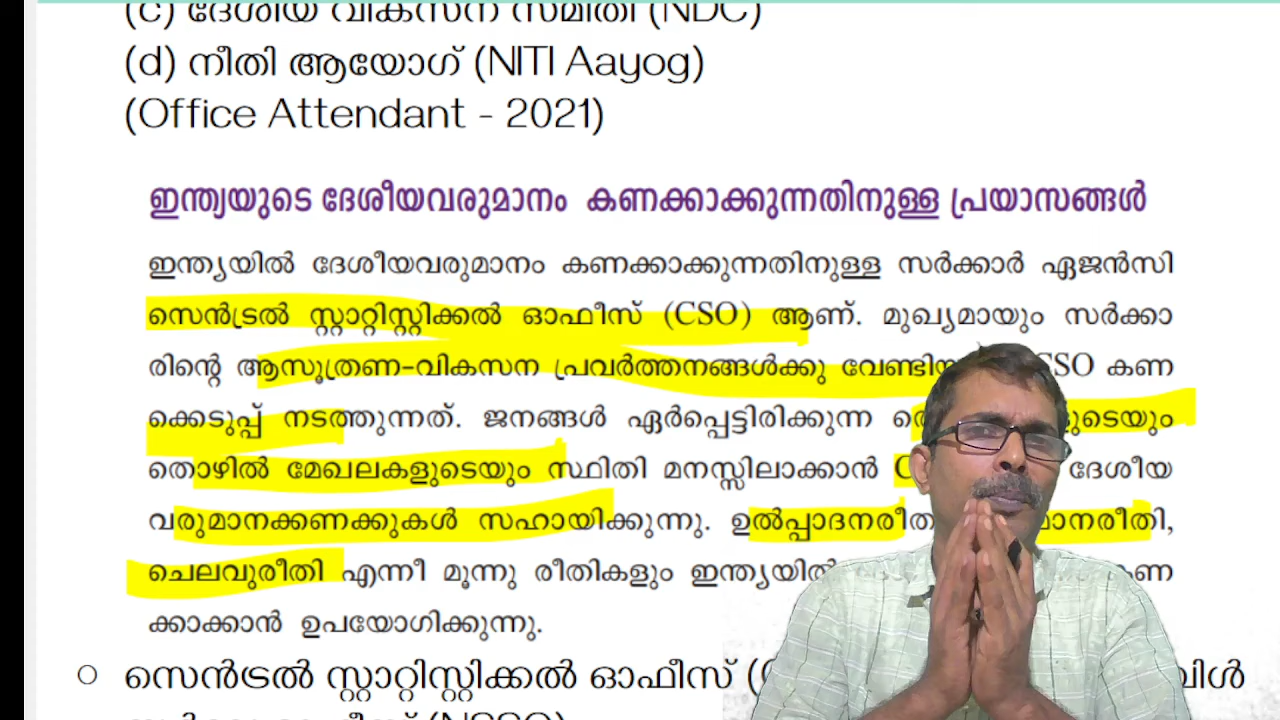 (c) ദേശീയ വികസന സമിതി (NDC)
(d) നീതി ആയോഗ് (NITI Aayog)
(Office Attendant - 2021)
ഇന്ത്യയുടെ ദേശീയവരുമാനം കണക്കാക്കുന്നതിനുള്ള പ്രയാസങ്ങൾ
ഇന്ത്യയിൽ ദേശീയവരുമാനം കണക്കാക്കുന്നതിനുള്ള സർക്കാർ ഏജൻസി
സെൻട്രൽ സ്റ്റാറ്റിസ്റ്റിക്കൽ ഓഫീസ് (CSO) ആണ്. മുഖ്യമായും സർക്കാ
രിന്റെ ആസൂത്രണ-വികസന പ്രവർത്തനങ്ങൾക്കു CSO കണ
ക്കെടുപ്പ് നടത്തുന്നത്. ജനങ്ങൾ ഏർപ്പെട്ടിരിക്കുന്ന
തൊഴിൽ മേഖലകളുടെയും സ്ഥിതി മനസ്സിലാക്കാൻ ദേശീയ
വരുമാനക്കണക്കുകൾ സഹായിക്കുന്നു.
ചെലവുരീതി എന്നീ മൂന്നു രീതികളും ഇന്ത്യയിൽ കണ
ക്കാക്കാൻ ഉപയോഗിക്കുന്നു.
സെൻട്രൽ സ്റ്റാറ്റിസ്റ്റിക്കൽ ഓഫീസ്